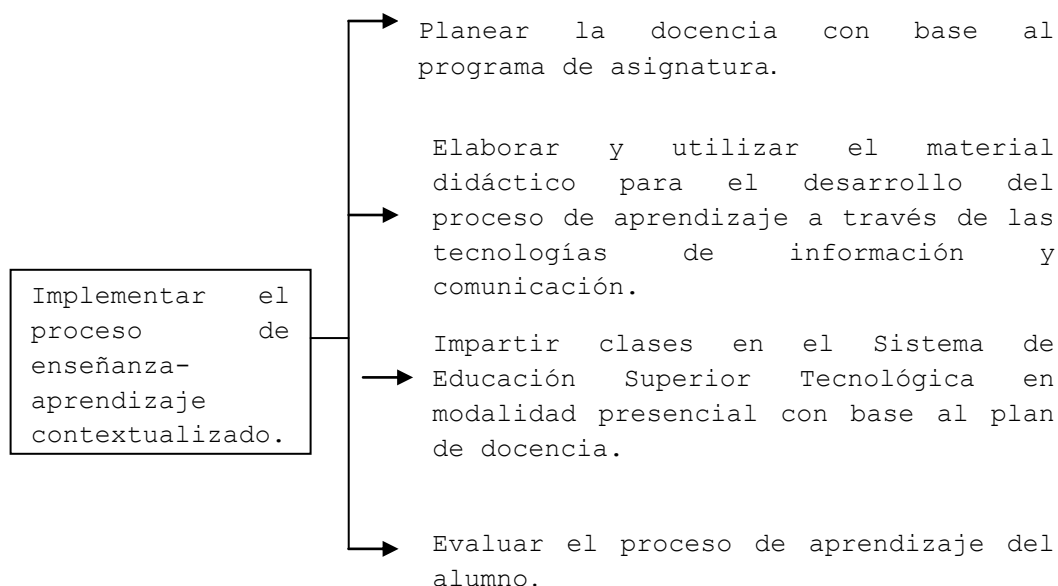 Planear la docencia con base al
programa de asignatura.
Elaborar y utilizar el material
didáctico para el desarrollo del
proceso de aprendizaje a través de las
tecnologías de información y
comunicación.
Implementar el
proceso de
enseñanza-
aprendizaje
contextualizado.
Impartir clases en el Sistema de
Educación Superior Tecnológica en
modalidad presencial con base al plan
de docencia.
Evaluar el proceso de aprendizaje del
alumno.